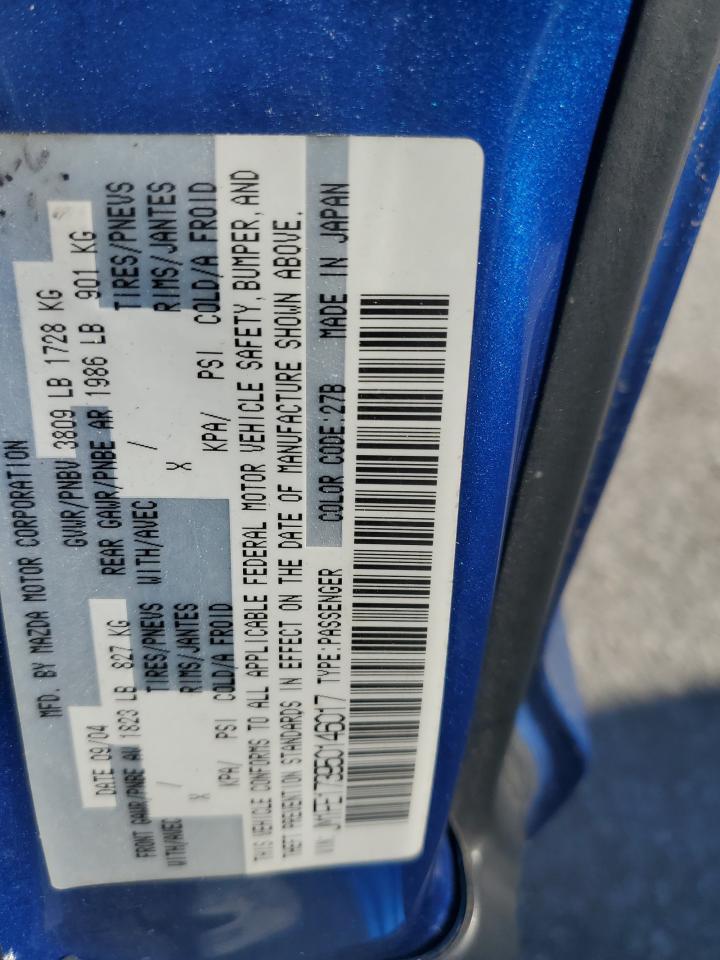 MFD. BY MAZDA MOTOR CORPORATION
DATE 09/04 GVWR/PNBV 3809 LB 1728 KG
FRONT GAWR/PNBE AV 1823 LB 827 KG REAR GAWR/PNBE AR 1986 LB 901 KG
WITH/AVEC / TIRES/PNEUS WITH/AVEC / TIRES/PNEUS
X RIMS/JANTES X RIMS/JANTES
KPA/ PSI COLD/A FROID KPA/ PSI COLD/A FROID
THIS VEHICLE CONFORMS TO ALL APPLICABLE FEDERAL MOTOR VEHICLE SAFETY, BUMPER, AND
THEFT PREVENTION STANDARDS IN EFFECT ON THE DATE OF MANUFACTURE SHOWN ABOVE.
VIN: TYPE:PASSENGER COLOR CODE:27B MADE IN JAPAN